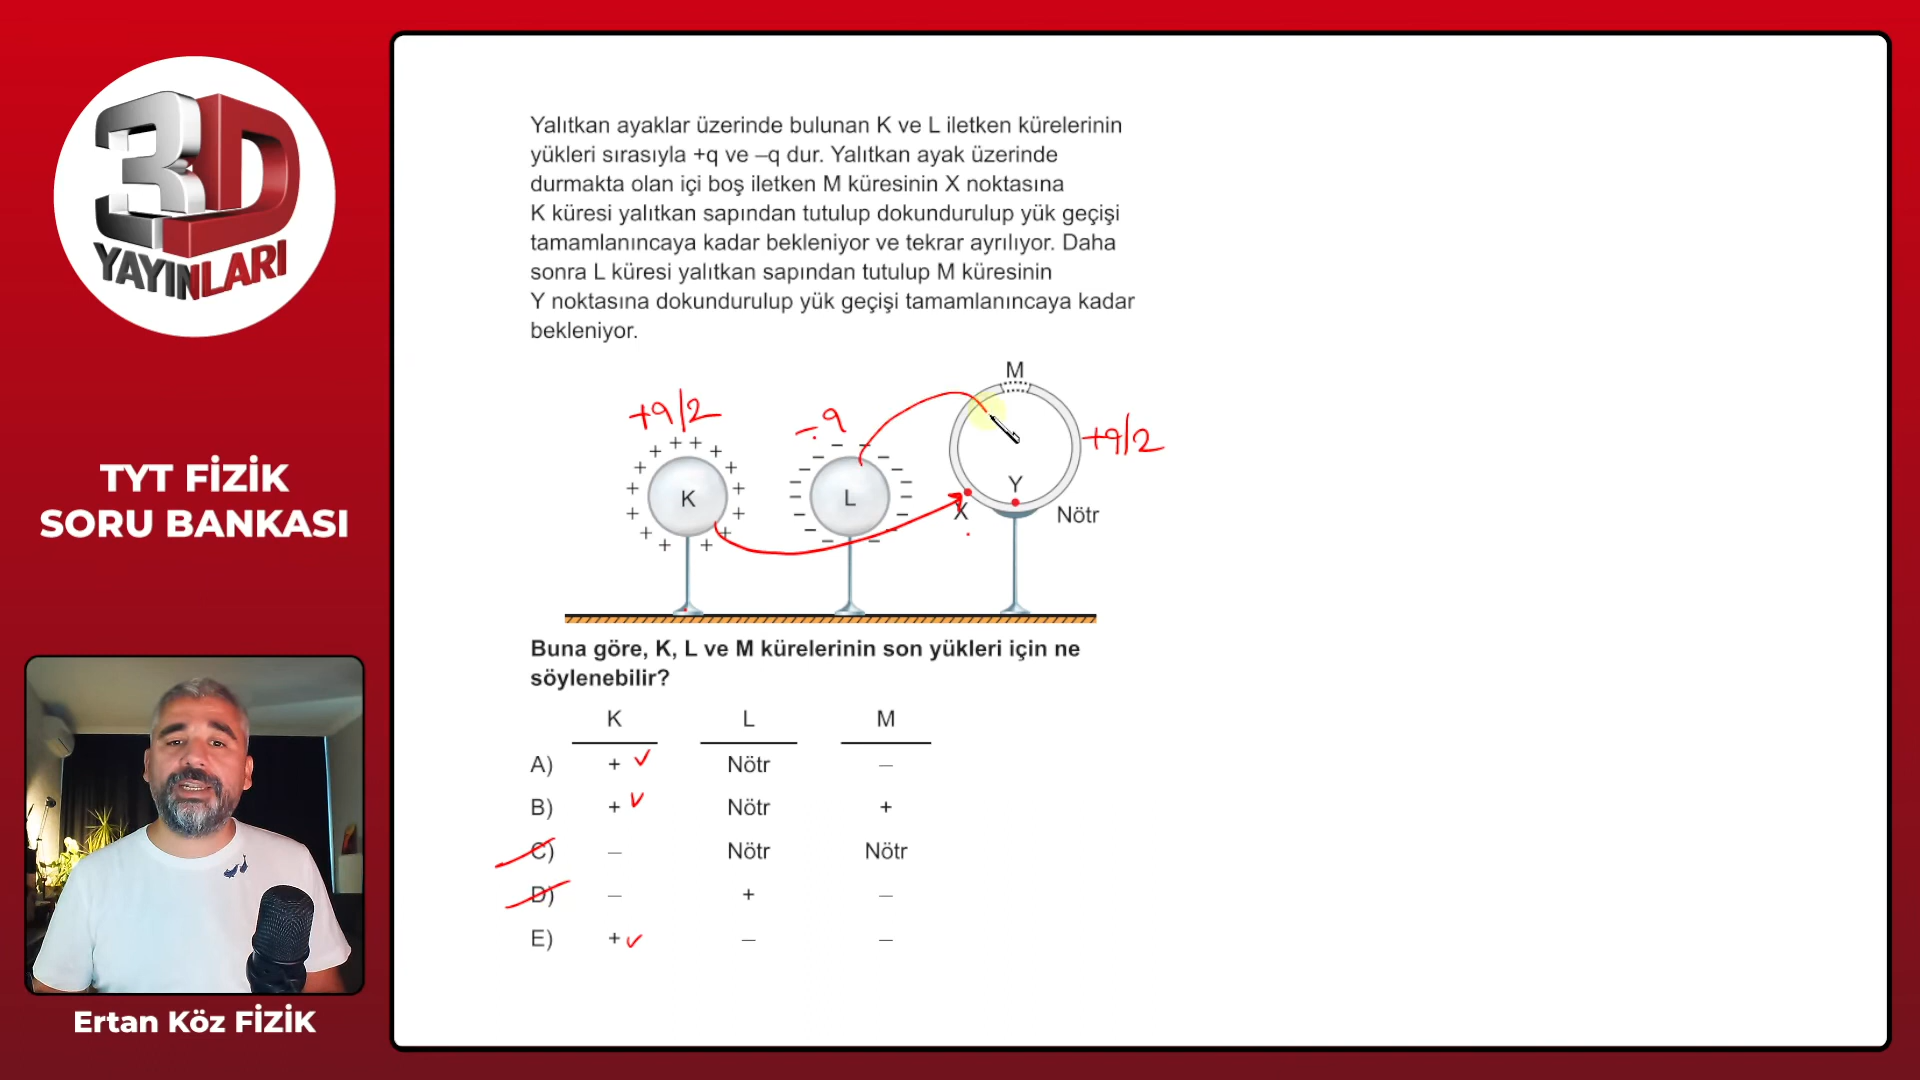 3D
YAYINLARI
TYT FİZİK
SORU BANKASI
Ertan Köz FİZİK
Yalıtkan ayaklar üzerinde bulunan K ve L iletken kürelerinin
yükleri sırasıyla +q ve –q dur. Yalıtkan ayak üzerinde
durmakta olan içi boş iletken M küresinin X noktasına
K küresi yalıtkan sapından tutulup dokundurulup yük geçişi
tamamlanıncaya kadar bekleniyor ve tekrar ayrılıyor. Daha
sonra L küresi yalıtkan sapından tutulup M küresinin
Y noktasına dokundurulup yük geçişi tamamlanıncaya kadar
bekleniyor.
M
+q/2
-q
+q/2
K
L
Y
X
Nötr
Buna göre, K, L ve M kürelerinin son yükleri için ne
söylenebilir?
K L M
A) + Nötr –
B) + Nötr +
C) – Nötr Nötr
D) – + –
E) + – –